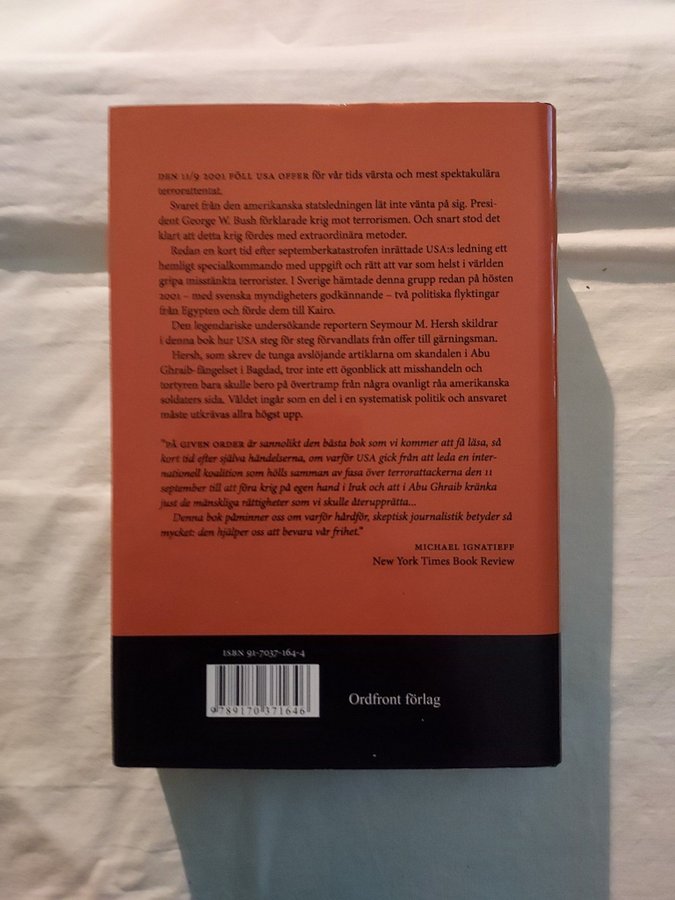 DEN 11/9 2001 FÖLL USA OFFER för vår tids värsta och mest spektakulära
terrorattentat.
Svaret från den amerikanska statsledningen lät inte vänta på sig. Presi-
dent George W. Bush förklarade krig mot terrorismen. Och snart stod det
klart att detta krig fördes med extraordinära metoder.
Redan en kort tid efter septemberkatastrofen inrättade USA:s ledning ett
hemligt specialkommando med uppgift och rätt att var som helst i världen
gripa misstänkta terrorister. I Sverige hämtade denna grupp redan på hösten
2001 – med svenska myndigheters godkännande – två politiska flyktingar
från Egypten och förde dem till Kairo.
Den legendariske undersökande reportern Seymour M. Hersh skildrar
i denna bok hur USA steg för steg förvandlats från offer till gärningsman.
Hersh, som skrev de tunga avslöjande artiklarna om skandalen i Abu
Ghraib-fängelset i Bagdad, tror inte ett ögonblick att misshandeln och
tortyren bara skulle bero på övertramp från några ovanligt råa amerikanska
soldaters sida. Våldet ingår som en del i en systematisk politik och ansvaret
måste utkrävas allra högst upp.
"PÅ GIVEN ORDER är sannolikt den bästa bok som vi kommer att få läsa, så
kort tid efter själva händelserna, om varför USA gick från att leda en inter-
nationell koalition som hölls samman av fasa över terrorattackerna den 11
september till att föra krig på egen hand i Irak och att i Abu Ghraib kränka
just de mänskliga rättigheter som vi skulle återupprätta...
Denna bok påminner oss om varför hårdför, skeptisk journalistik betyder så
mycket: den hjälper oss att bevara vår frihet."
MICHAEL IGNATIEFF
New York Times Book Review
ISBN 91-7037-164-4
9789170371646
Ordfront förlag